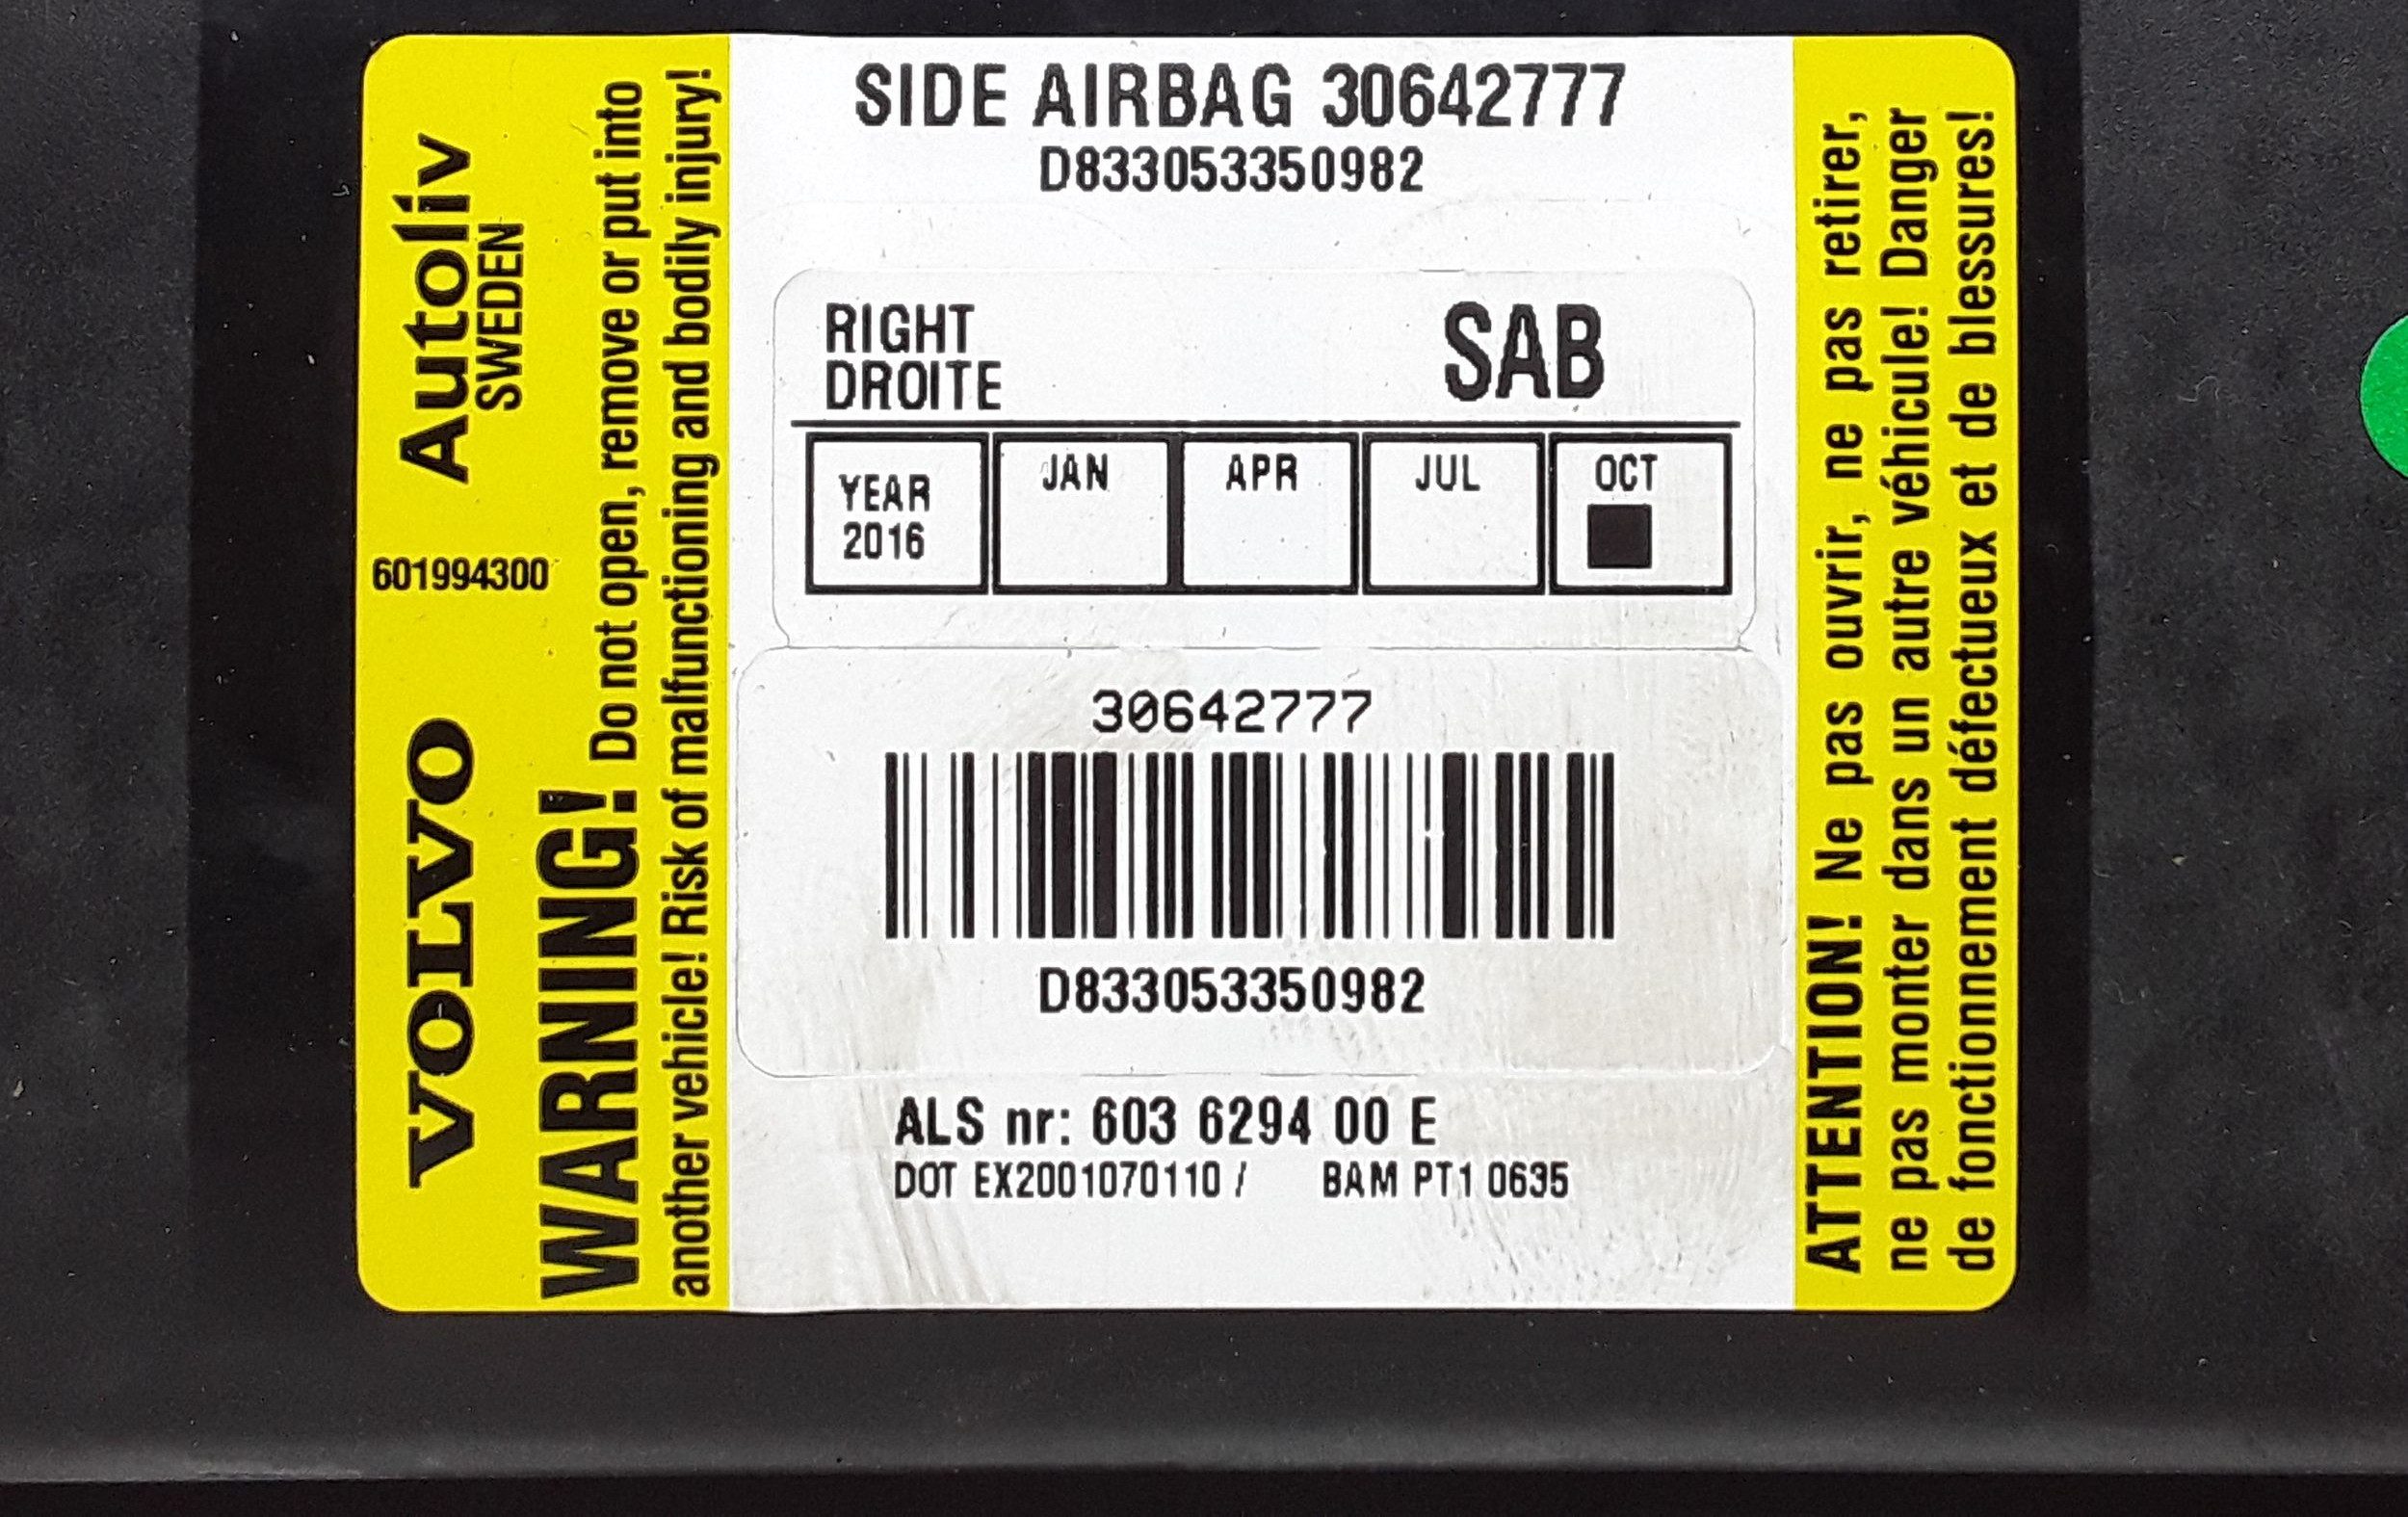 VOLVO 601994300 Autoliv
SWEDEN
WARNING! Do not open, remove or put into
another vehicle! Risk of malfunctioning and bodily injury!
SIDE AIRBAG 30642777
D833053350982
RIGHT SAB
DROITE
YEAR JAN APR JUL OCT
2016
30642777
D833053350982
ALS nr: 603 6294 00 E
DOT EX2001070110 / BAM PT1 0635
ATTENTION! Ne pas ouvrir, ne pas retirer,
ne pas monter dans un autre véhicule! Danger
de fonctionnement défectueux et de blessures!